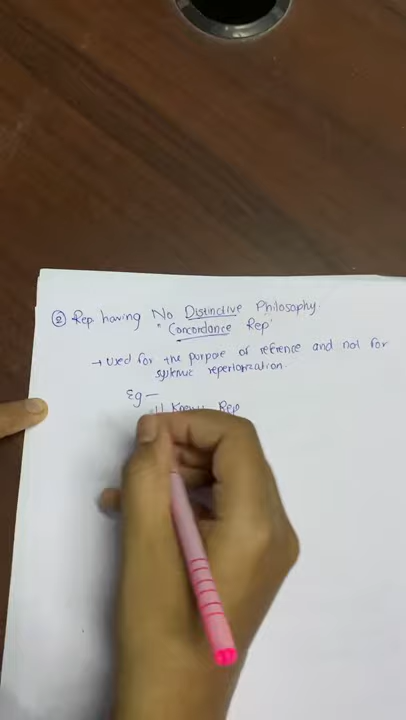 ② Rep having No Distinctive Philosophy.
"Concordance Rep"
→ Used for the purpose of refrence and not for
systemic repertorization.
Eg —
Rep